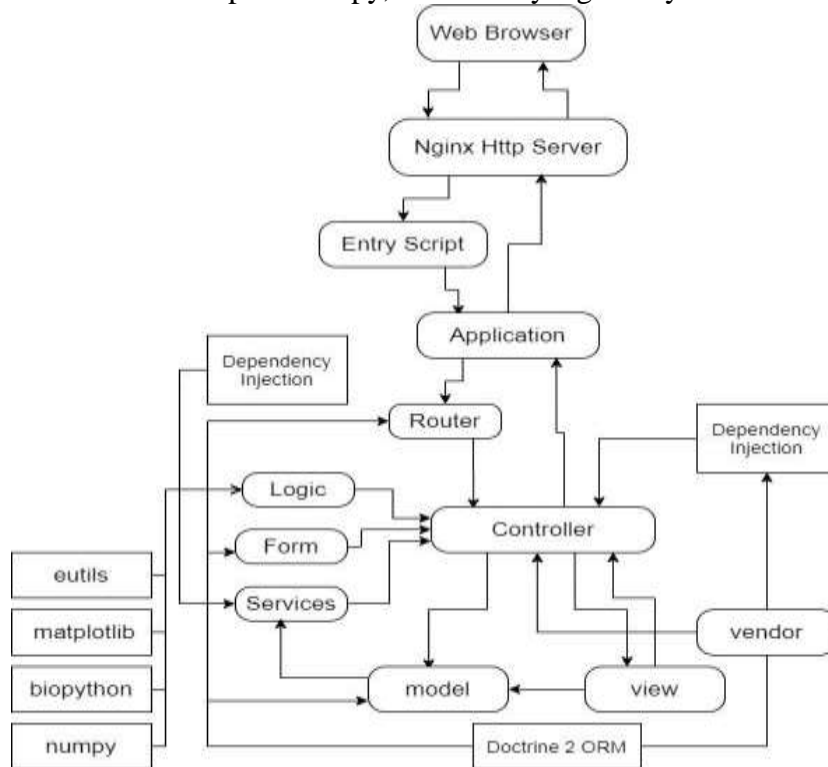 Web Browser
Nginx Http Server
Entry Script
Application
Dependency
Injection
Router
Dependency
Injection
Logic
Controller
Form
eutils
Services
matplotlib
vendor
biopython
model
view
numpy
Doctrine 2 ORM